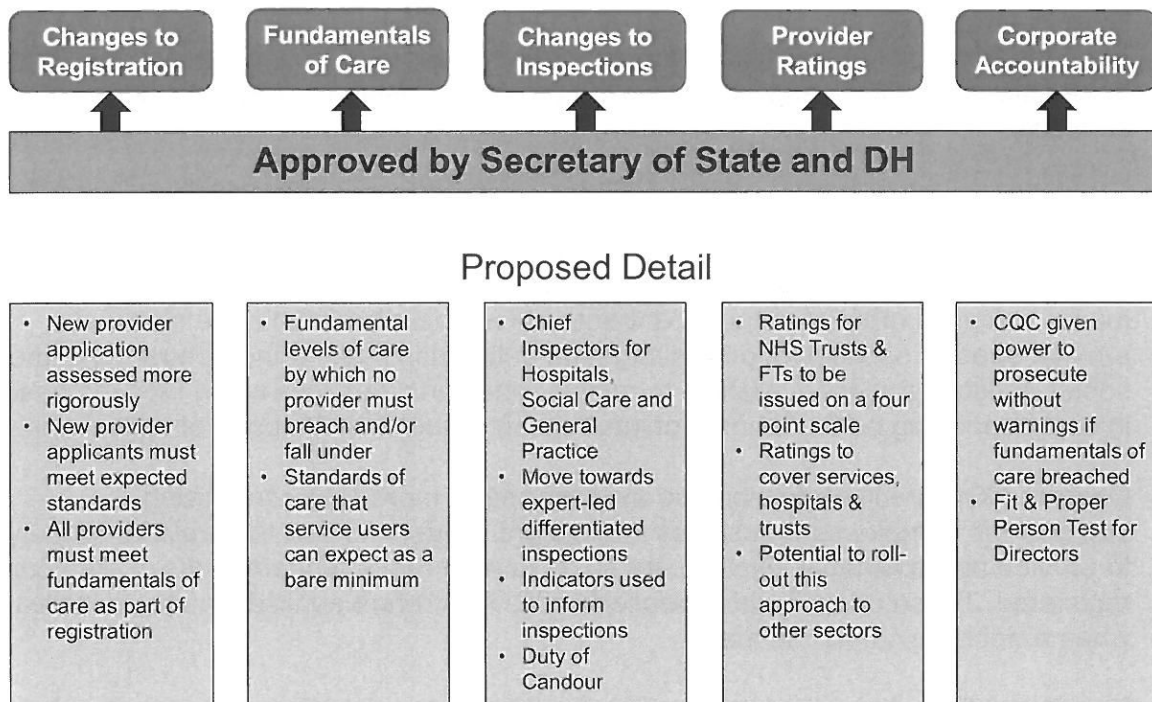 Changes to
Registration
Fundamentals
of Care
Changes to
Inspections
Provider
Ratings
Corporate
Accountability
Approved by Secretary of State and DH
Proposed Detail
• New provider
application
assessed more
rigorously
• New provider
applicants must
meet expected
standards
• All providers
must meet
fundamentals of
care as part of
registration
• Fundamental
levels of care
by which no
provider must
breach and/or
fall under
• Standards of
care that
service users
can expect as a
bare minimum
• Chief
Inspectors for
Hospitals,
Social Care and
General
Practice
• Move towards
expert-led
differentiated
inspections
• Indicators used
to inform
inspections
• Duty of
Candour
• Ratings for
NHS Trusts &
FTs to be
issued on a four
point scale
• Ratings to
cover services,
hospitals &
trusts
• Potential to roll-
out this
approach to
other sectors
• CQC given
power to
prosecute
without
warnings if
fundamentals of
care breached
• Fit & Proper
Person Test for
Directors